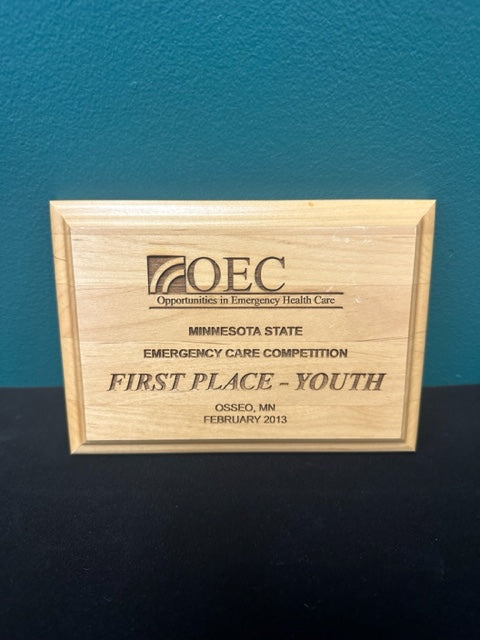 OEC
Opportunities in Emergency Health Care
MINNESOTA STATE
EMERGENCY CARE COMPETITION
FIRST PLACE - YOUTH
OSSEO, MN
FEBRUARY 2013